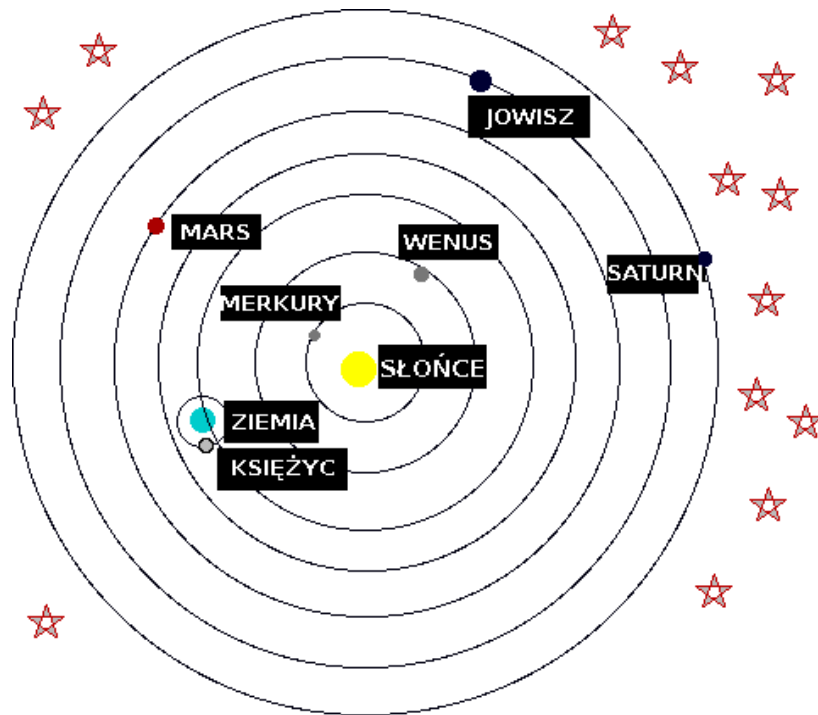 JOWISZ
MARS
WENUS
SATURN
MERKURY
SŁOŃCE
ZIEMIA
KSIĘŻYC